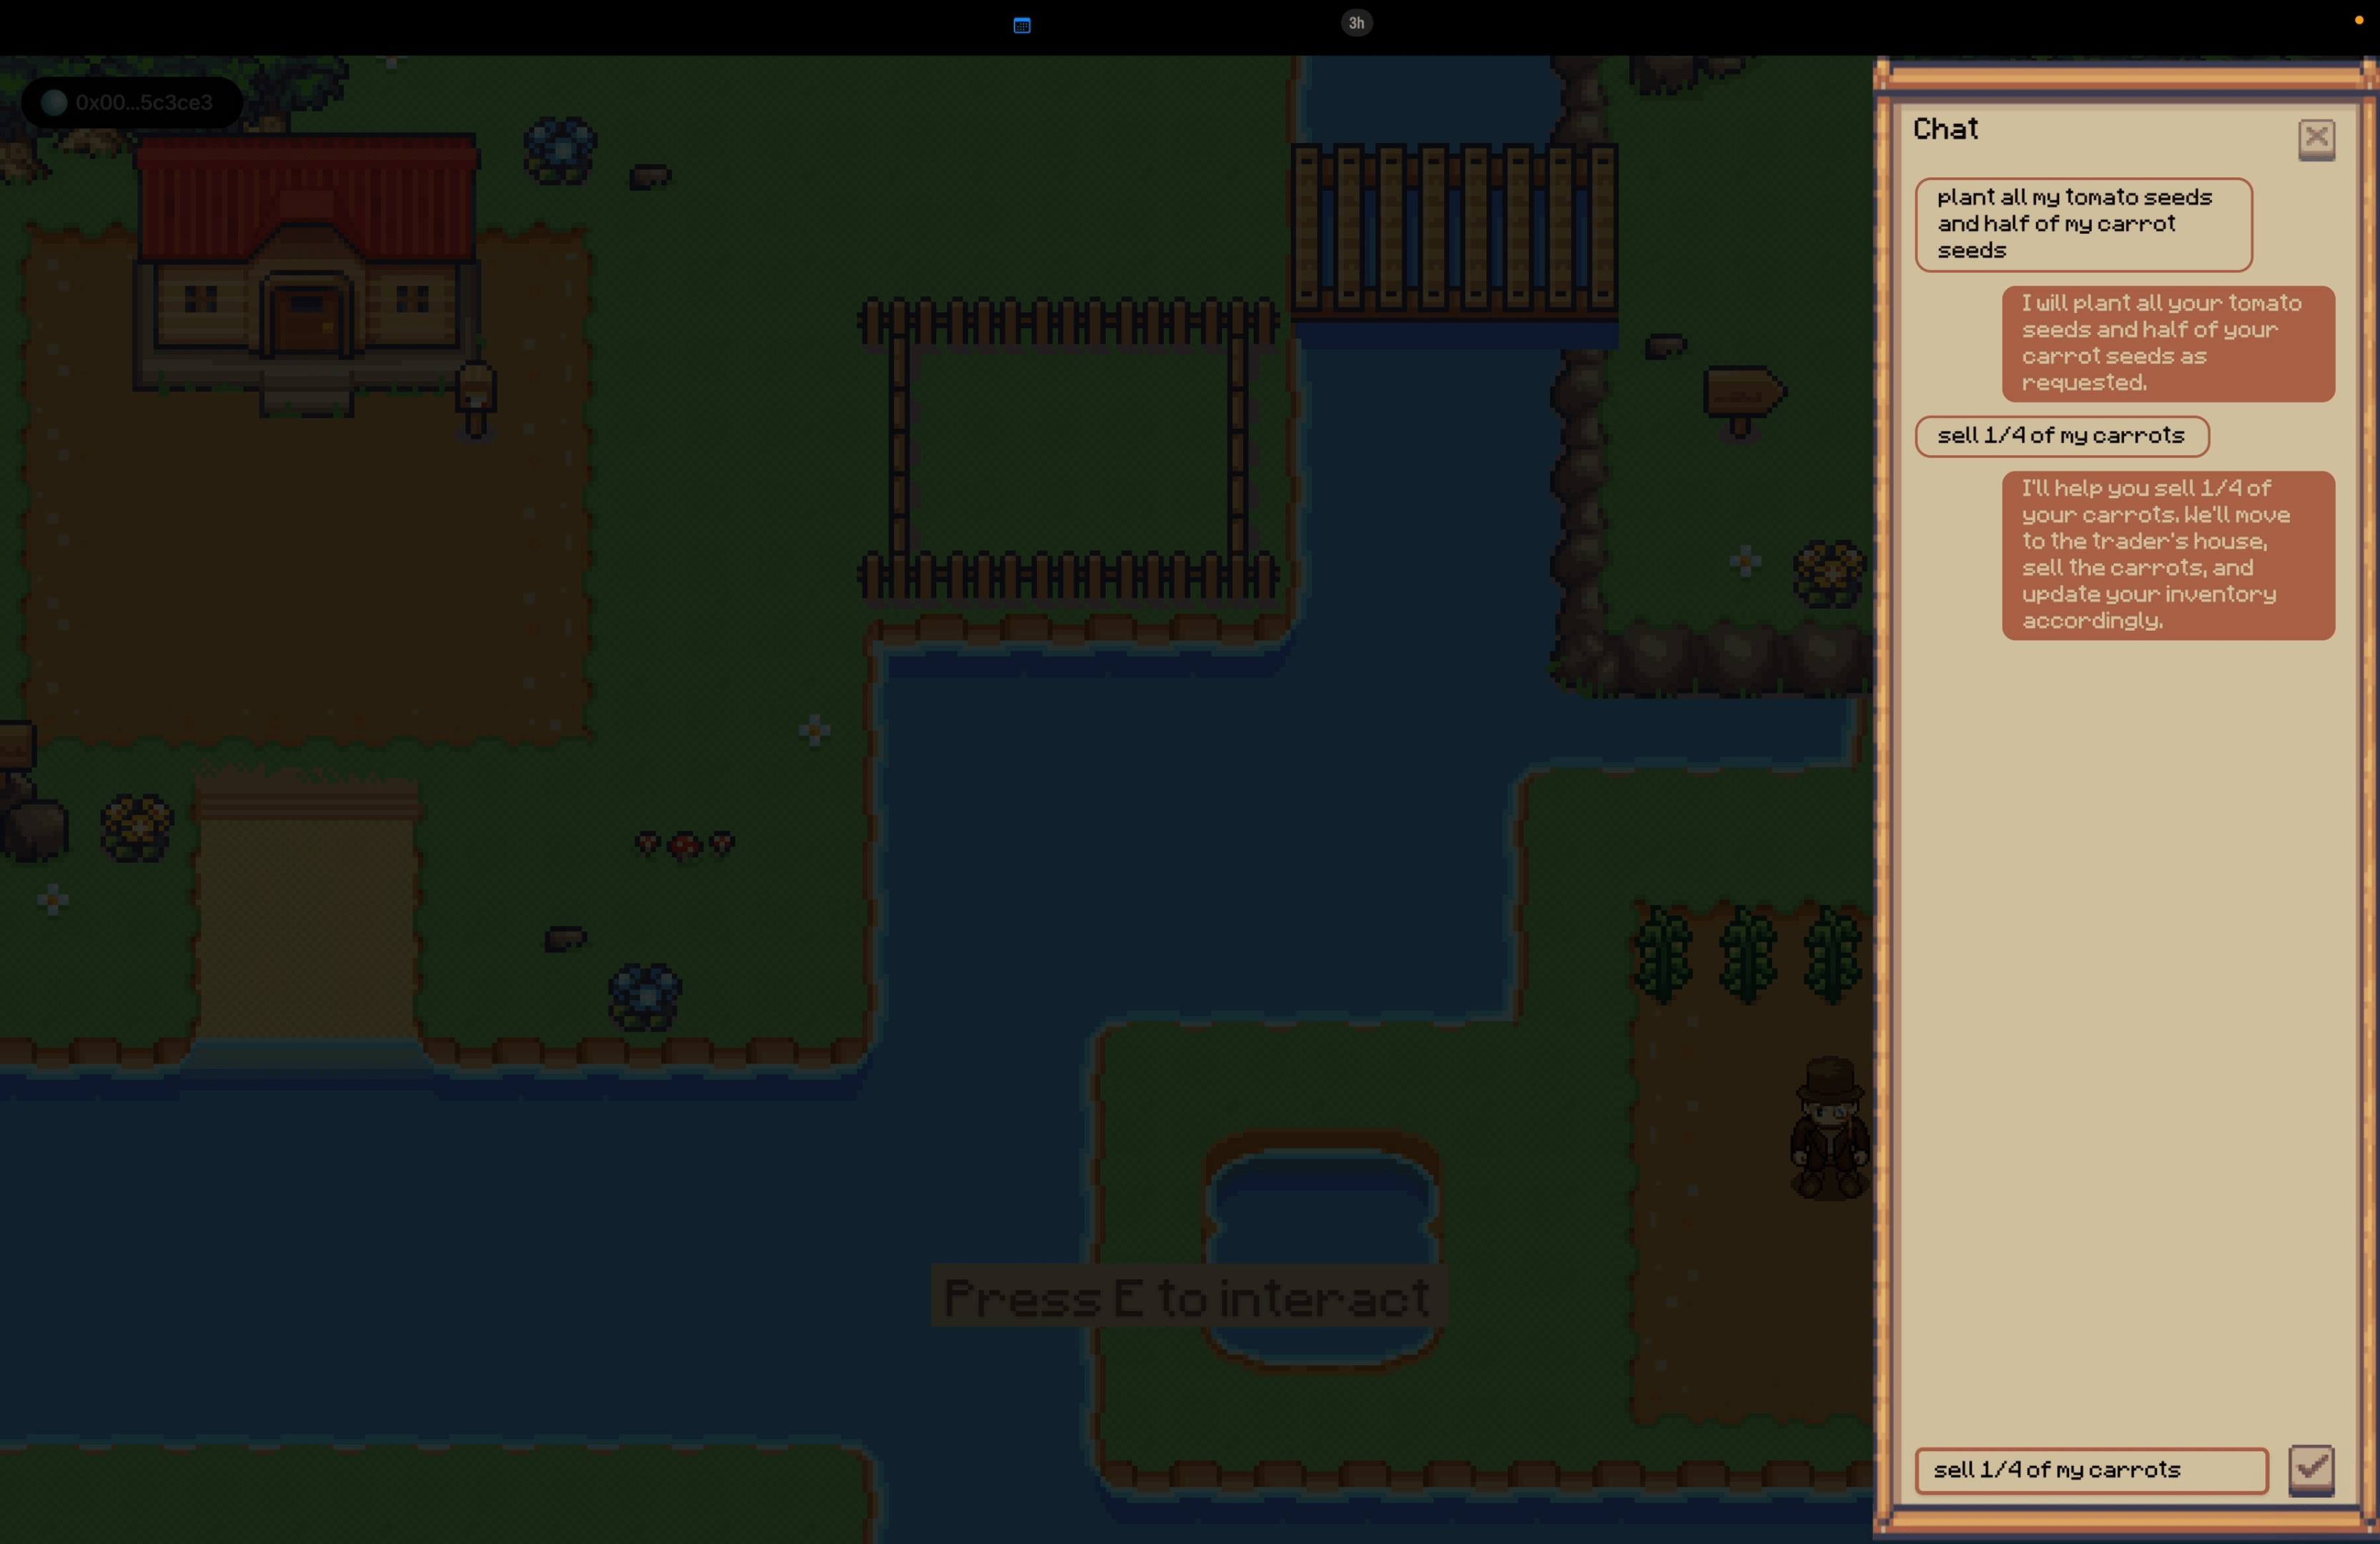 3h
0x00...5c3ce3
Chat
plant all my tomato seeds
and half of my carrot
seeds
I will plant all your tomato
seeds and half of your
carrot seeds as
requested.
sell 1/4 of my carrots
I'll help you sell 1/4 of
your carrots. We'll move
to the trader's house,
sell the carrots, and
update your inventory
accordingly.
Press E to interact
sell 1/4 of my carrots